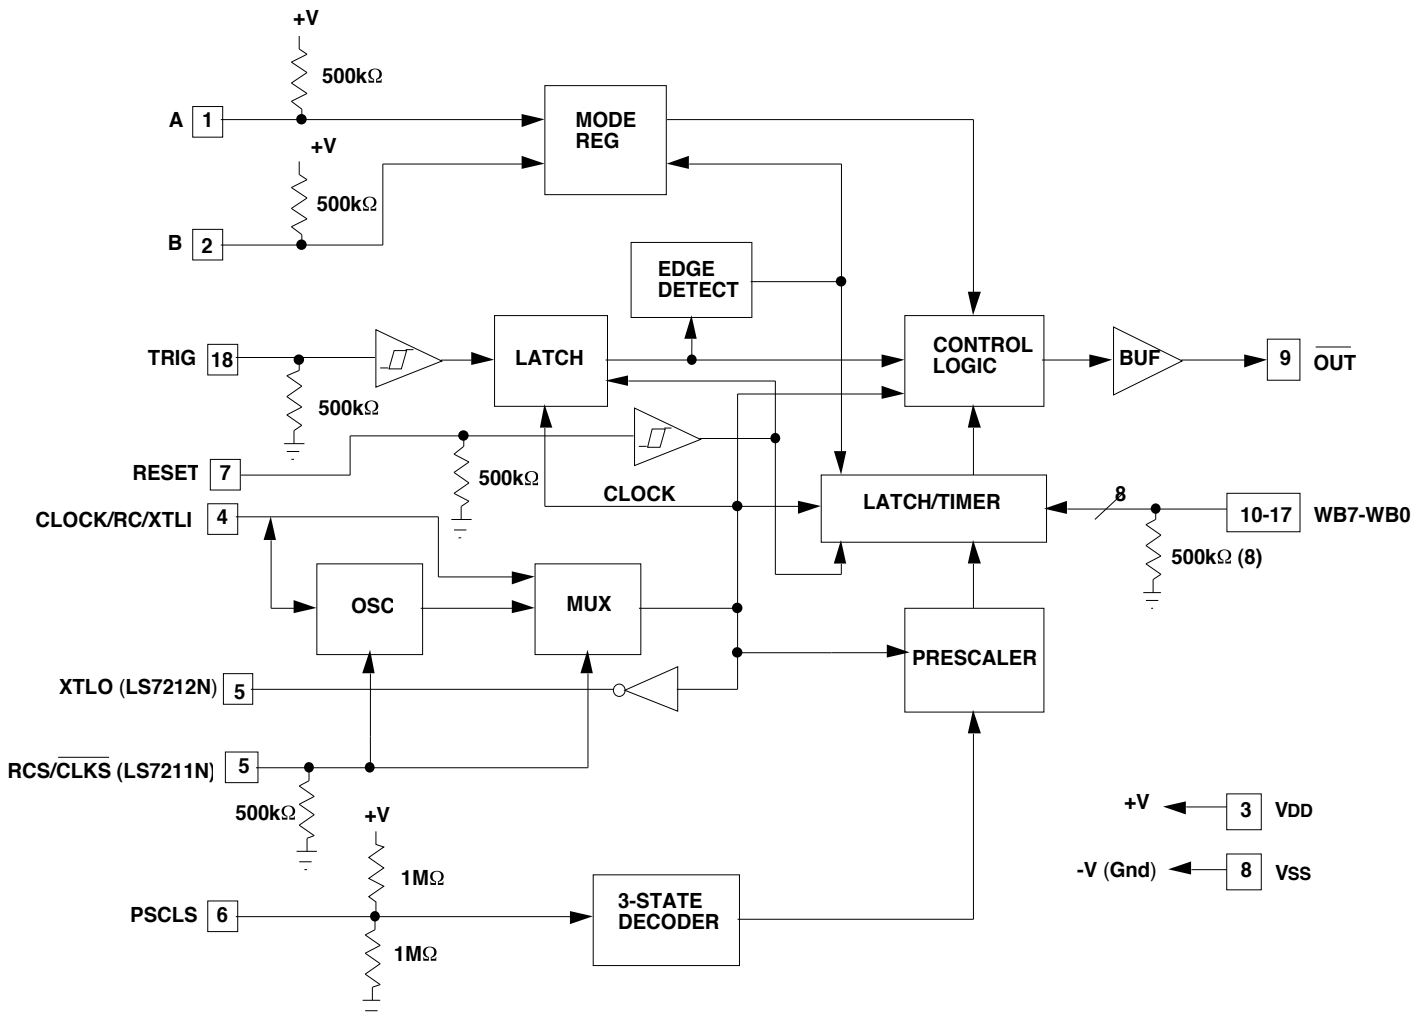 +V
500kΩ
A 1
MODE
REG
+V
500kΩ
B 2
EDGE
DETECT
TRIG 18
LATCH
CONTROL
LOGIC
BUF
9 OUT
500kΩ
RESET 7
500kΩ
CLOCK
LATCH/TIMER
8
10-17 WB7-WB0
CLOCK/RC/XTLI 4
500kΩ (8)
OSC
MUX
PRESCALER
XTLO (LS7212N) 5
RCS/CLKS (LS7211N) 5
500kΩ
+V
+V 3 VDD
1MΩ
-V (Gnd) 8 VSS
PSCLS 6
3-STATE
DECODER
1MΩ